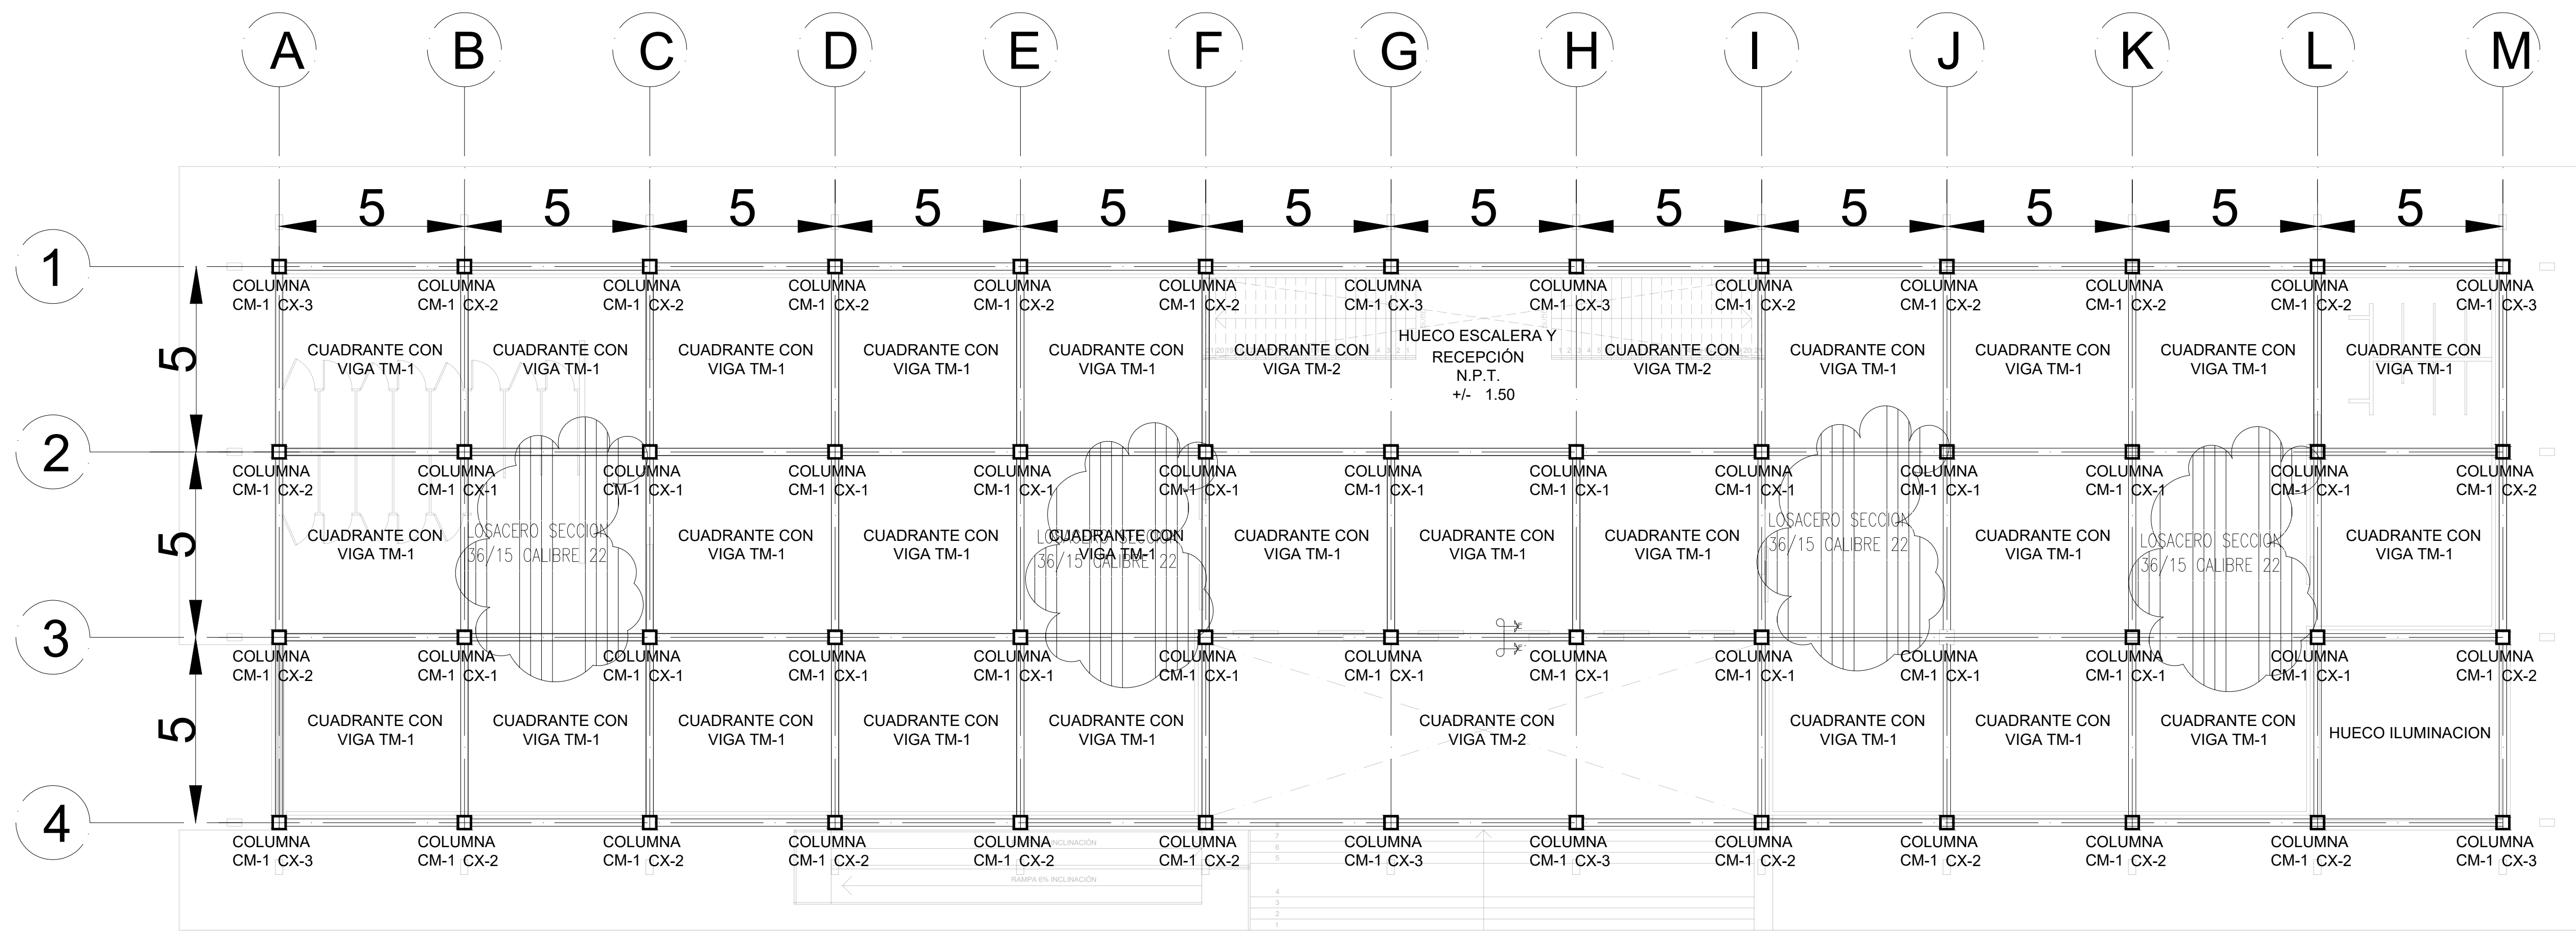 A B C D E F G H I J K L M
5 5 5 5 5 5 5 5 5 5 5 5
1
COLUMNA COLUMNA COLUMNA COLUMNA COLUMNA COLUMNA COLUMNA COLUMNA COLUMNA COLUMNA COLUMNA COLUMNA COLUMNA
CM-1 CX-3 CM-1 CX-2 CM-1 CX-2 CM-1 CX-2 CM-1 CX-2 CM-1 CX-2 CM-1 CX-3 CM-1 CX-3 CM-1 CX-2 CM-1 CX-2 CM-1 CX-2 CM-1 CX-2 CM-1 CX-3
5
HUECO ESCALERA Y
RECEPCIÓN
N.P.T.
+/- 1.50
CUADRANTE CON CUADRANTE CON CUADRANTE CON CUADRANTE CON CUADRANTE CON CUADRANTE CON CUADRANTE CON CUADRANTE CON CUADRANTE CON CUADRANTE CON CUADRANTE CON
VIGA TM-1 VIGA TM-1 VIGA TM-1 VIGA TM-1 VIGA TM-1 VIGA TM-2 VIGA TM-2 VIGA TM-1 VIGA TM-1 VIGA TM-1 VIGA TM-1
2
COLUMNA COLUMNA COLUMNA COLUMNA COLUMNA COLUMNA COLUMNA COLUMNA COLUMNA COLUMNA COLUMNA COLUMNA COLUMNA
CM-1 CX-2 CM-1 CX-1 CM-1 CX-1 CM-1 CX-1 CM-1 CX-1 CM-1 CX-1 CM-1 CX-1 CM-1 CX-1 CM-1 CX-1 CM-1 CX-1 CM-1 CX-1 CM-1 CX-1 CM-1 CX-2
5
LOSACERO SECCION LOSACERO SECCION LOSACERO SECCION LOSACERO SECCION
36/15 CALIBRE 22 36/15 CALIBRE 22 36/15 CALIBRE 22 36/15 CALIBRE 22
CUADRANTE CON CUADRANTE CON CUADRANTE CON CUADRANTE CON CUADRANTE CON CUADRANTE CON CUADRANTE CON CUADRANTE CON CUADRANTE CON
VIGA TM-1 VIGA TM-1 VIGA TM-1 VIGA TM-1 VIGA TM-1 VIGA TM-1 VIGA TM-1 VIGA TM-1 VIGA TM-1
3
COLUMNA COLUMNA COLUMNA COLUMNA COLUMNA COLUMNA COLUMNA COLUMNA COLUMNA COLUMNA COLUMNA COLUMNA COLUMNA
CM-1 CX-2 CM-1 CX-1 CM-1 CX-1 CM-1 CX-1 CM-1 CX-1 CM-1 CX-1 CM-1 CX-1 CM-1 CX-1 CM-1 CX-1 CM-1 CX-1 CM-1 CX-1 CM-1 CX-1 CM-1 CX-2
5
CUADRANTE CON CUADRANTE CON CUADRANTE CON CUADRANTE CON CUADRANTE CON CUADRANTE CON CUADRANTE CON CUADRANTE CON CUADRANTE CON
VIGA TM-1 VIGA TM-1 VIGA TM-1 VIGA TM-1 VIGA TM-1 VIGA TM-2 VIGA TM-1 VIGA TM-1 VIGA TM-1
HUECO ILUMINACION
4
COLUMNA COLUMNA COLUMNA COLUMNA COLUMNA COLUMNA COLUMNA COLUMNA COLUMNA COLUMNA COLUMNA COLUMNA COLUMNA
CM-1 CX-3 CM-1 CX-2 CM-1 CX-2 CM-1 CX-2 CM-1 CX-2 CM-1 CX-2 CM-1 CX-3 CM-1 CX-3 CM-1 CX-2 CM-1 CX-2 CM-1 CX-2 CM-1 CX-2 CM-1 CX-3
INCLINACIÓN
RAMPA 6% INCLINACIÓN
7
6
5
4
3
2
1